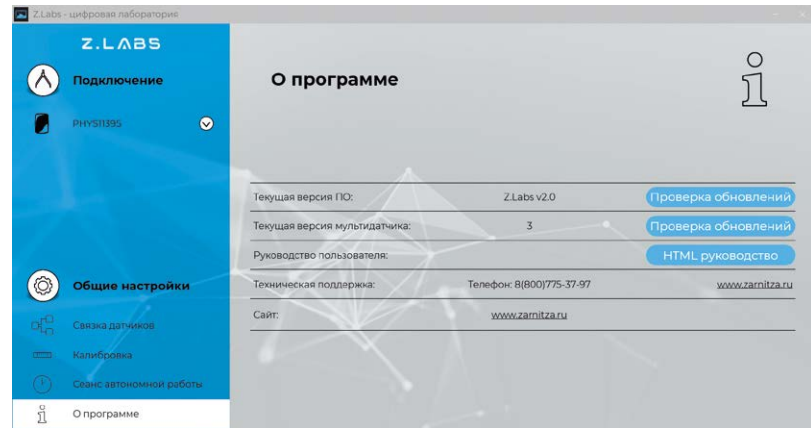 Z.Labs - цифровая лаборатория
Z.LABS
Подключение
PHYS11395
О программе
Текущая версия ПО: Z.Labs v2.0 Проверка обновлений
Текущая версия мультидатчика: 3 Проверка обновлений
Руководство пользователя: HTML руководство
Общие настройки
Техническая поддержка: Телефон: 8(800)775-37-97 www.zarnitza.ru
Сайт: www.zarnitza.ru
Связка датчиков
Калибровка
Сеанс автономной работы
О программе